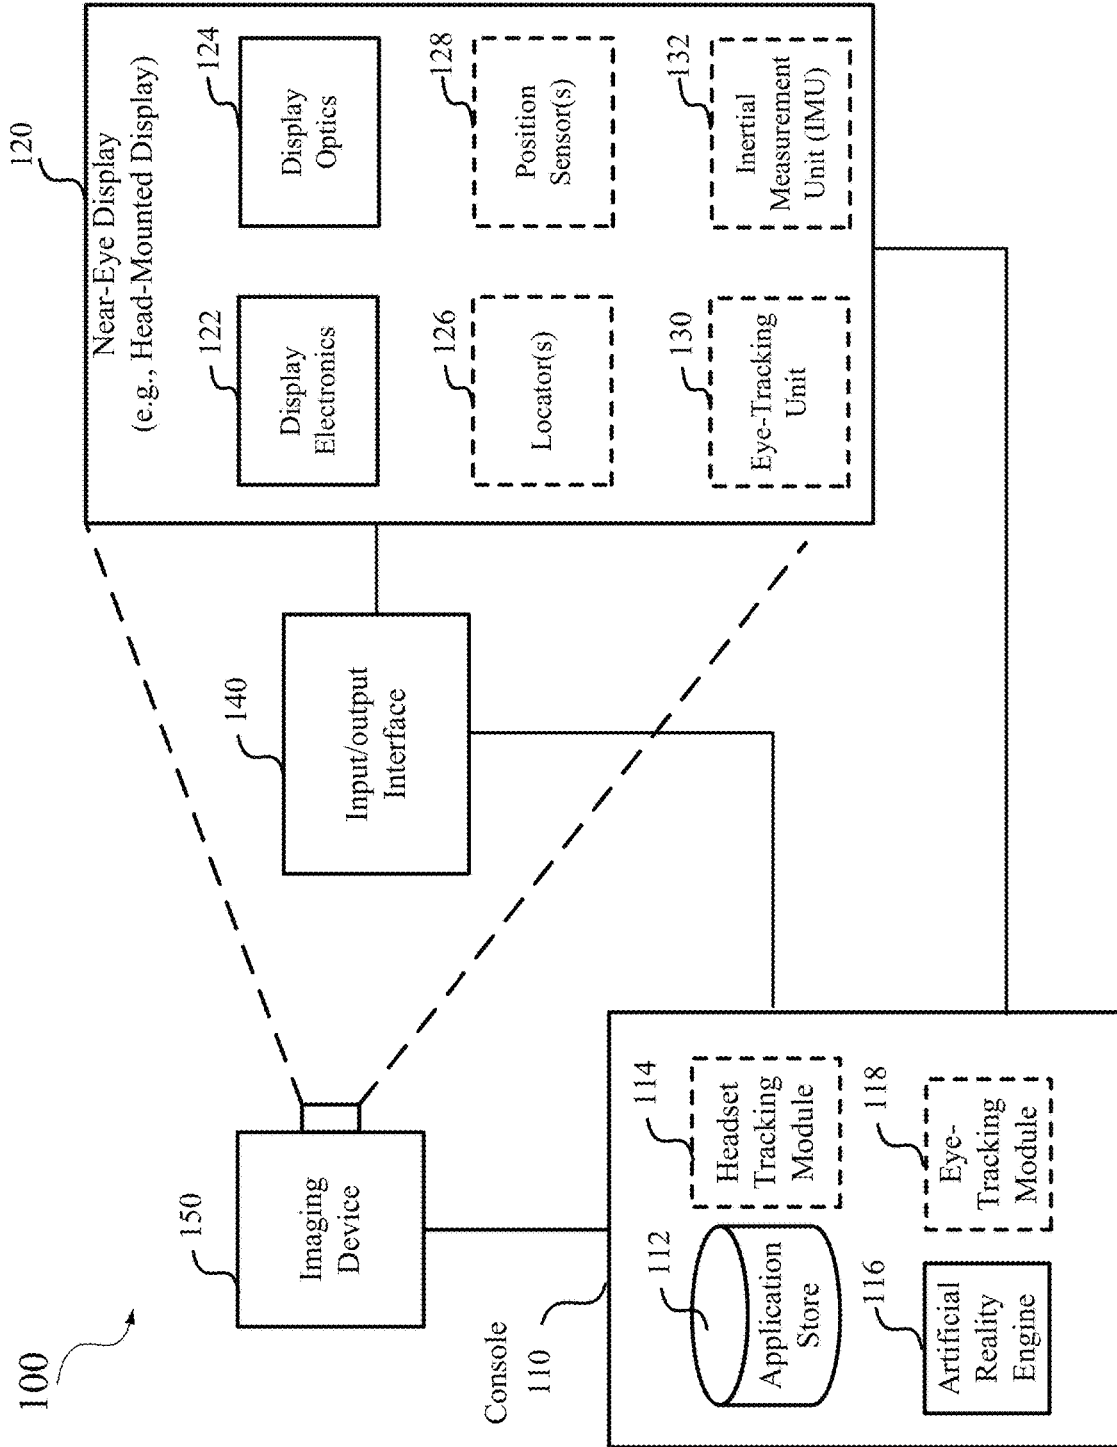 100
150
Imaging
Device
140
Input/output
Interface
120
Near-Eye Display
(e.g., Head-Mounted Display)
122
Display
Electronics
124
Display
Optics
126
Locator(s)
128
Position
Sensor(s)
130
Eye-Tracking
Unit
132
Inertial
Measurement
Unit (IMU)
Console
110
112
Application
Store
114
Headset
Tracking
Module
116
Artificial
Reality
Engine
118
Eye-
Tracking
Module